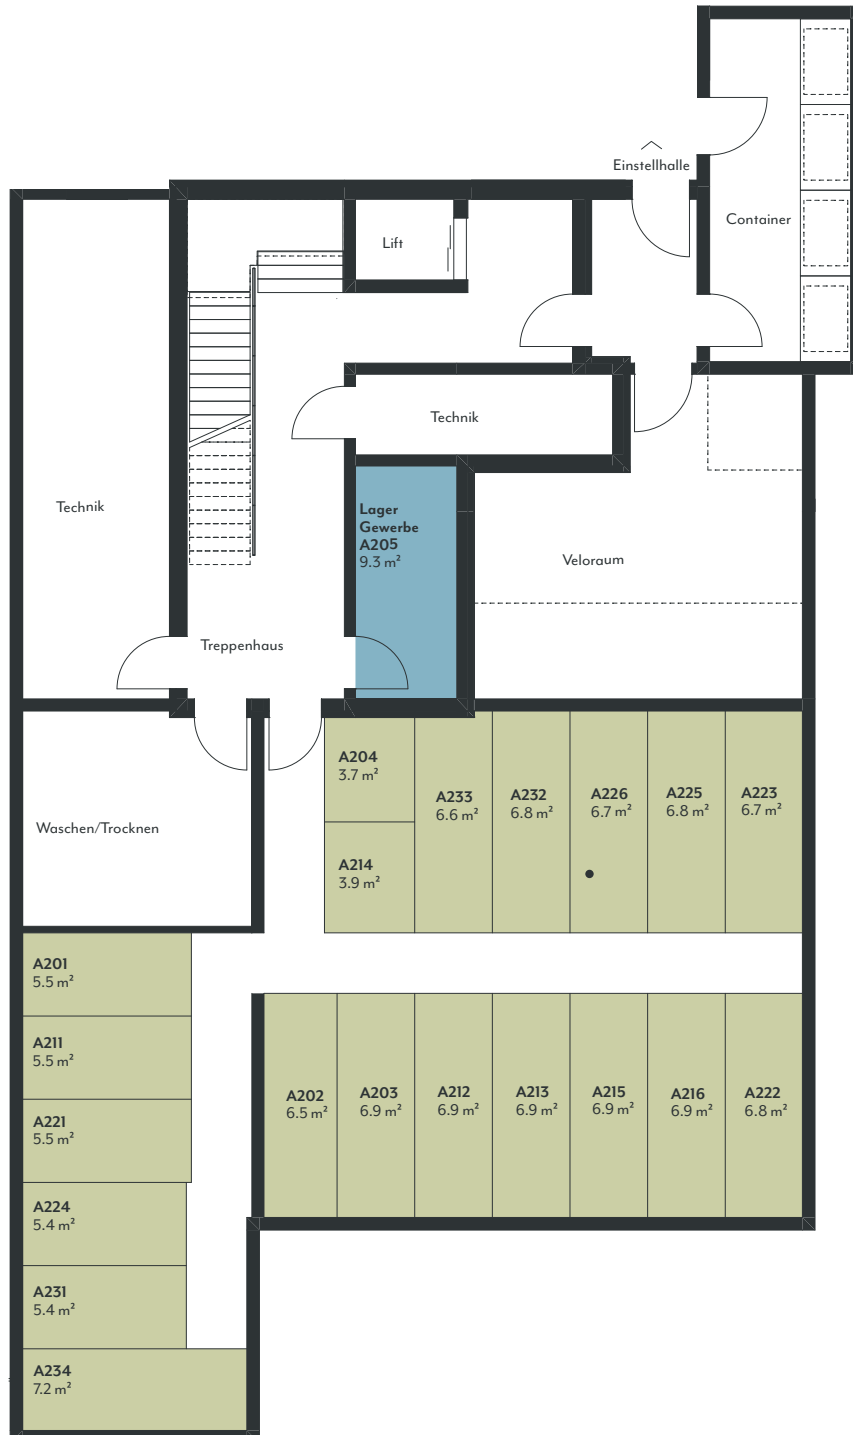 Einstellhalle
Container
Lift
Technik
Technik
Lager
Gewerbe
A205
9.3 m²
Veloraum
Treppenhaus
A204
3.7 m²
A233
6.6 m²
A232
6.8 m²
A226
6.7 m²
A225
6.8 m²
A223
6.7 m²
Waschen/Trocknen
A214
3.9 m²
A201
5.5 m²
A211
5.5 m²
A221
5.5 m²
A202
6.5 m²
A203
6.9 m²
A212
6.9 m²
A213
6.9 m²
A215
6.9 m²
A216
6.9 m²
A222
6.8 m²
A224
5.4 m²
A231
5.4 m²
A234
7.2 m²